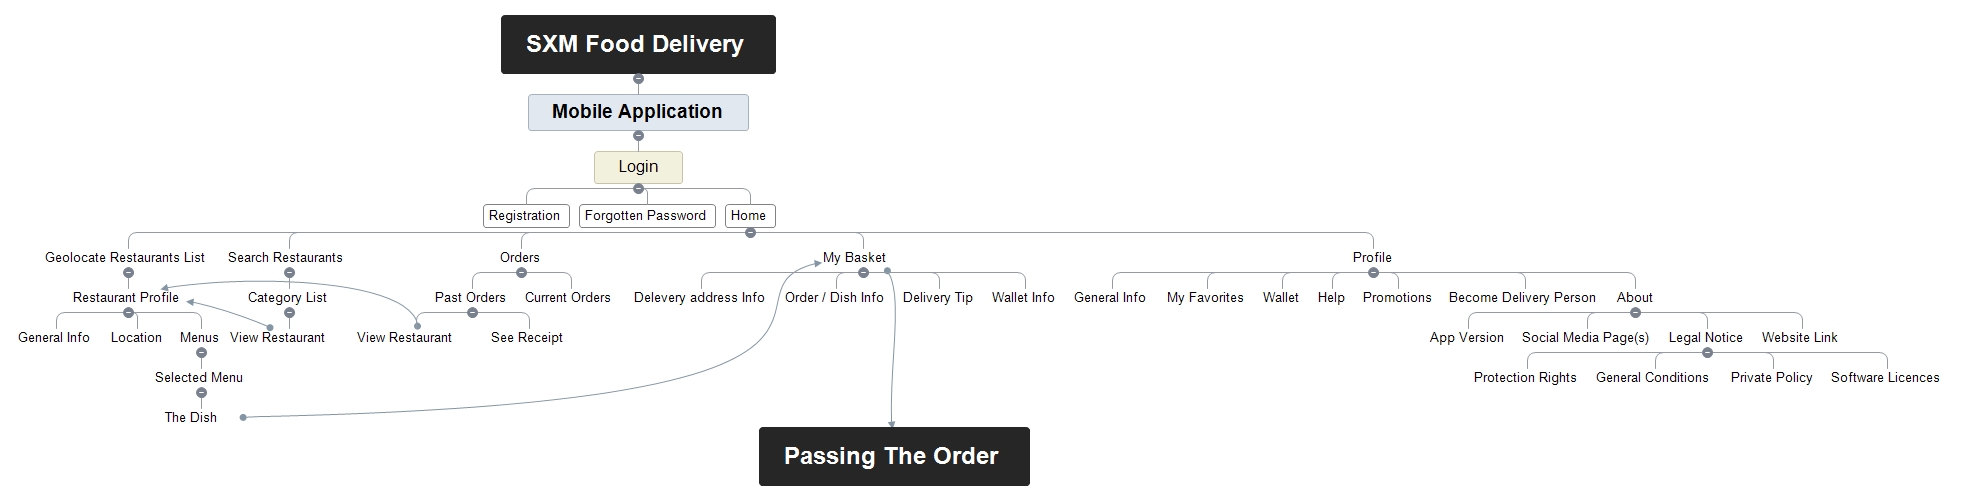 SXM Food Delivery
Mobile Application
Login
Registration
Forgotten Password
Home
Geolocate Restaurants List
Search Restaurants
Orders
My Basket
Profile
Restaurant Profile
Category List
Past Orders
Current Orders
Delevery address Info
Order / Dish Info
Delivery Tip
Wallet Info
General Info
My Favorites
Wallet
Help
Promotions
Become Delivery Person
About
General Info
Location
Menus
View Restaurant
View Restaurant
See Receipt
App Version
Social Media Page(s)
Legal Notice
Website Link
Selected Menu
Protection Rights
General Conditions
Private Policy
Software Licences
The Dish
Passing The Order